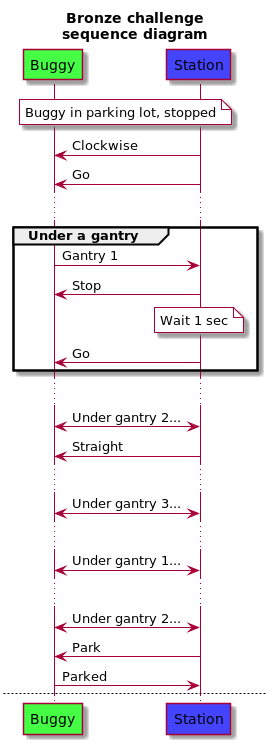 Bronze challenge
sequence diagram
Buggy Station
Buggy in parking lot, stopped
Clockwise
Go
Under a gantry
Gantry 1
Stop
Wait 1 sec
Go
Under gantry 2...
Straight
Under gantry 3...
Under gantry 1...
Under gantry 2...
Park
Parked
Buggy Station